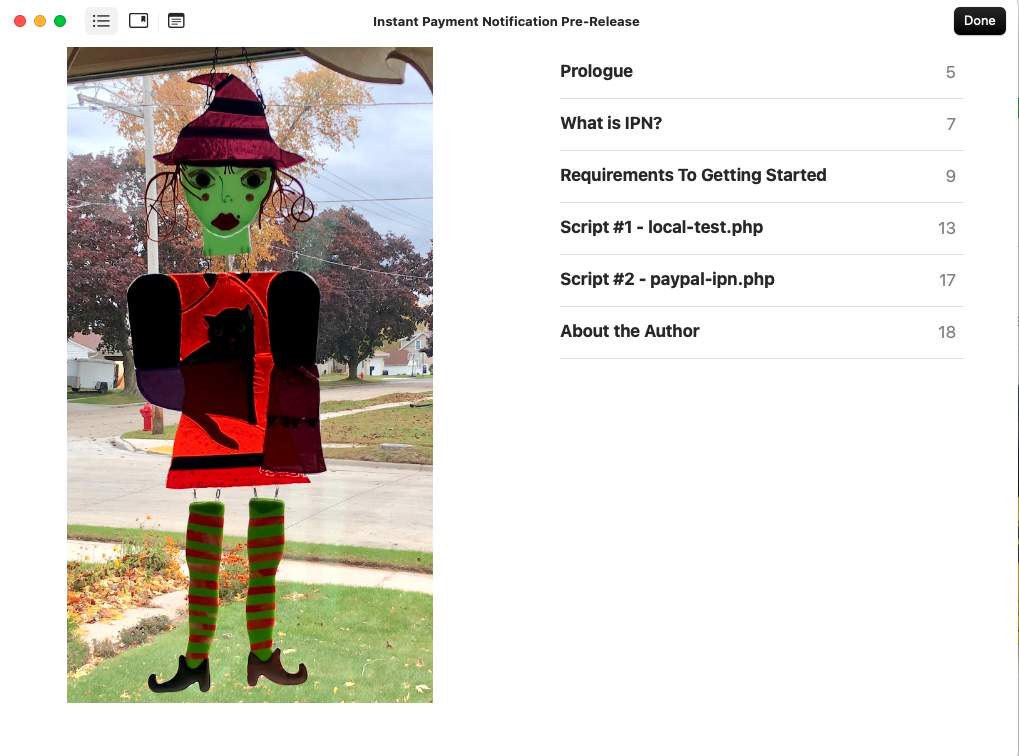 Instant Payment Notification Pre-Release
Done
Prologue 5
What is IPN? 7
Requirements To Getting Started 9
Script #1 - local-test.php 13
Script #2 - paypal-ipn.php 17
About the Author 18